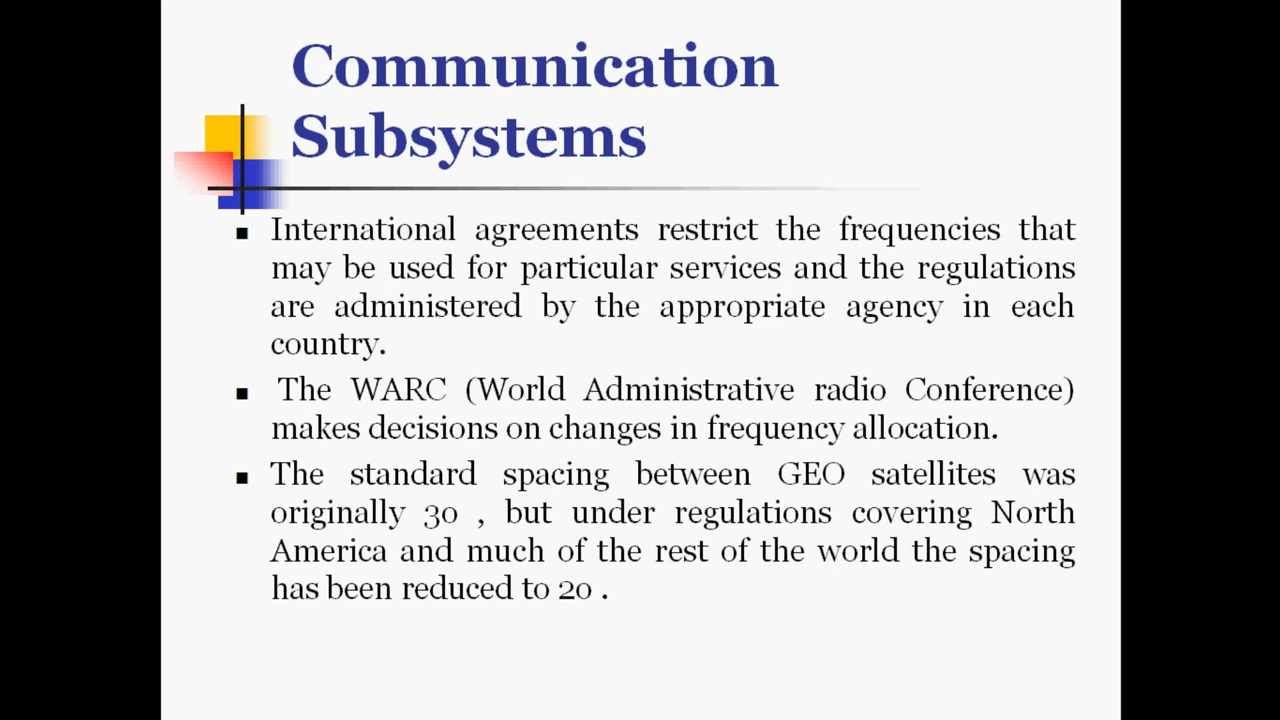 Communication
Subsystems
▪ International agreements restrict the frequencies that
may be used for particular services and the regulations
are administered by the appropriate agency in each
country.
▪ The WARC (World Administrative radio Conference)
makes decisions on changes in frequency allocation.
▪ The standard spacing between GEO satellites was
originally 30 , but under regulations covering North
America and much of the rest of the world the spacing
has been reduced to 20 .